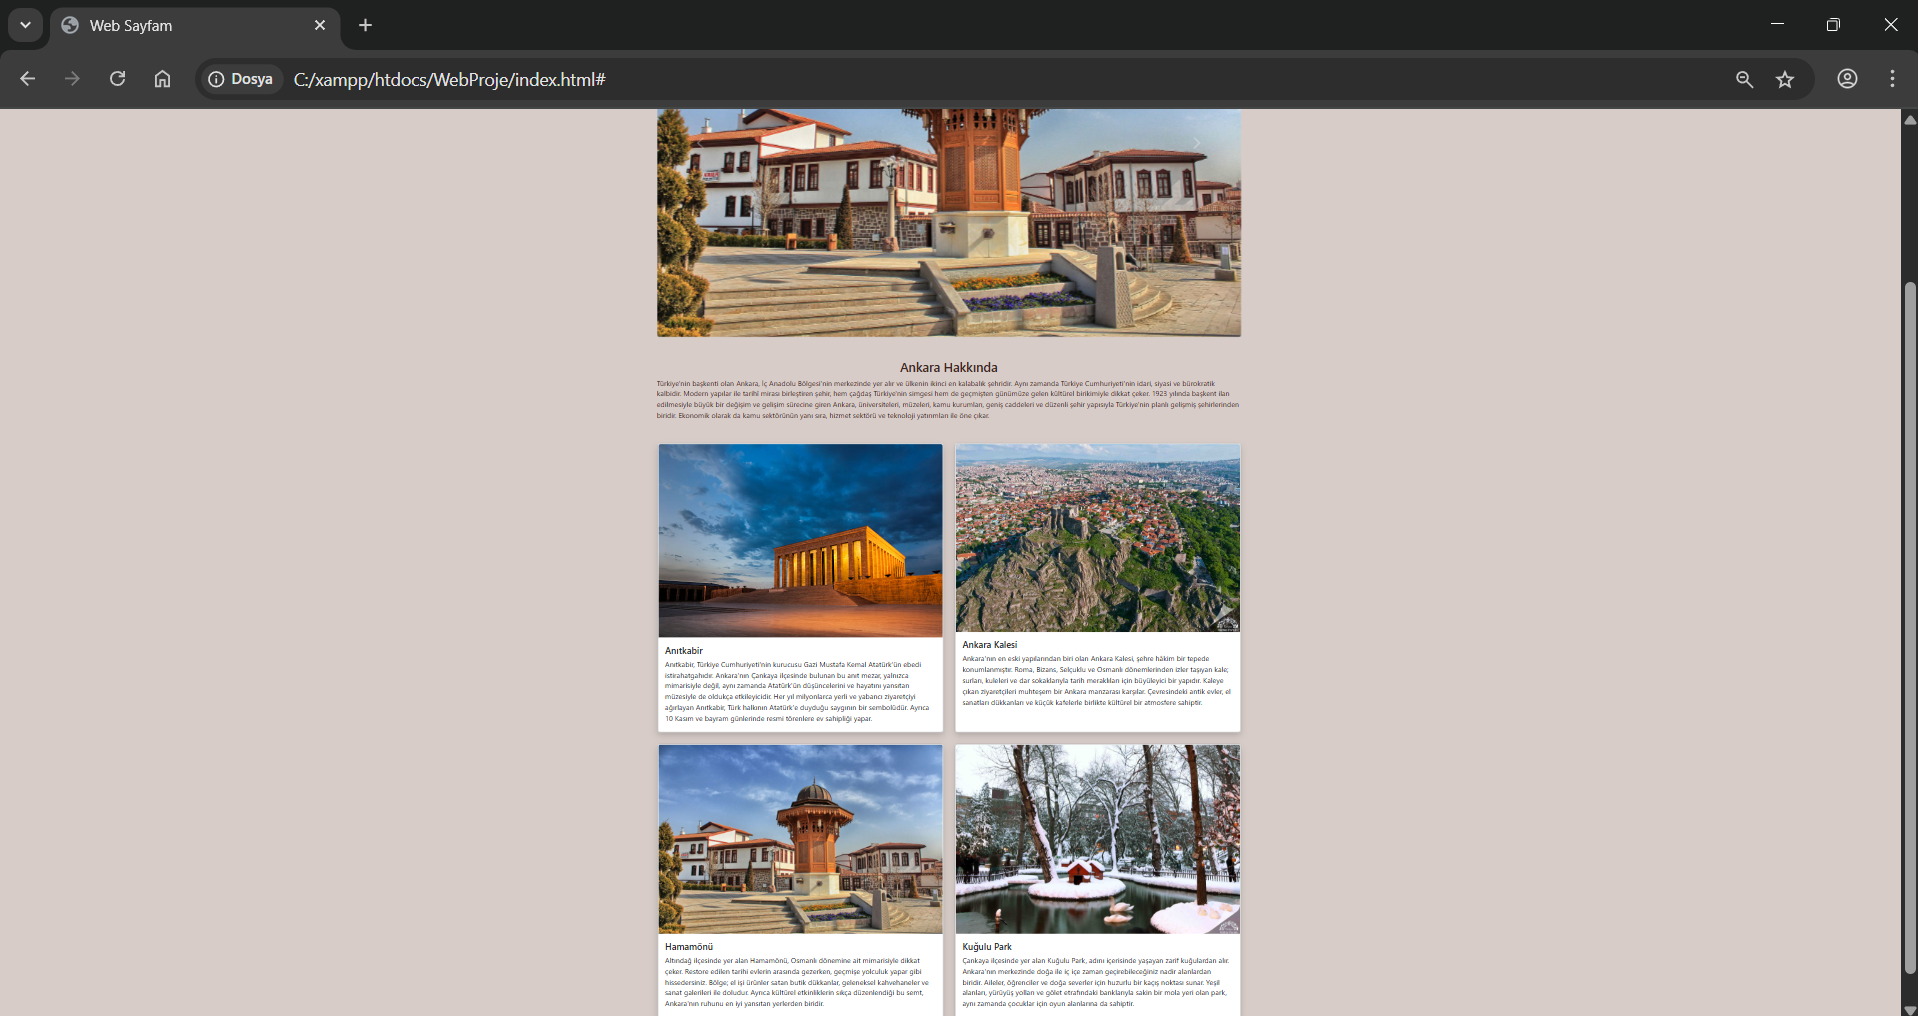 Web Sayfam
Dosya
C:/xampp/htdocs/WebProje/index.html#
Ankara Hakkında
Türkiye'nin başkenti olan Ankara, İç Anadolu Bölgesi'nin merkezinde yer alır ve ülkenin ikinci en kalabalık şehridir. Aynı zamanda Türkiye Cumhuriyeti'nin idari, siyasi ve bürokratik
kalbidir. Modern yapılar ile tarihî mirası birleştiren şehir, hem çağdaş Türkiye'nin simgesi hem de geçmişten günümüze gelen kültürel birikimiyle dikkat çeker. 1923 yılında başkent ilan
edilmesiyle büyük bir değişim ve gelişim sürecine giren Ankara, üniversiteleri, müzeleri, kamu kurumları, geniş caddeleri ve düzenli şehir yapısıyla Türkiye'nin planlı gelişmiş şehirlerinden
biridir. Ekonomik olarak da kamu sektörünün yanı sıra, hizmet sektörü ve teknoloji yatırımları ile öne çıkar.
Anıtkabir
Anıtkabir, Türkiye Cumhuriyeti'nin kurucusu Gazi Mustafa Kemal Atatürk'ün ebedi
istirahatgahıdır. Ankara'nın Çankaya ilçesinde bulunan bu anıt mezar, yalnızca
mimarisiyle değil, aynı zamanda Atatürk'ün düşüncelerini ve hayatını yansıtan
müzesiyle de oldukça etkileyicidir. Her yıl milyonlarca yerli ve yabancı ziyaretçiyi
ağırlayan Anıtkabir, Türk halkının Atatürk'e duyduğu saygının bir sembolüdür. Ayrıca
10 Kasım ve bayram günlerinde resmi törenlere ev sahipliği yapar.
Ankara Kalesi
Ankara'nın en eski yapılarından biri olan Ankara Kalesi, şehre hâkim bir tepede
konumlanmıştır. Roma, Bizans, Selçuklu ve Osmanlı dönemlerinden izler taşıyan kale;
surları, kuleleri ve dar sokaklarıyla tarih meraklıları için büyüleyici bir yapıdır. Kaleye
çıkan ziyaretçileri muhteşem bir Ankara manzarası karşılar. Çevresindeki antik evler, el
sanatları dükkanları ve küçük kafelerle birlikte kültürel bir atmosfere sahiptir.
Hamamönü
Altındağ ilçesinde yer alan Hamamönü, Osmanlı dönemine ait mimarisiyle dikkat
çeker. Restore edilen tarihî evlerin arasında gezerken, geçmişe yolculuk yapar gibi
hissedersiniz. Bölge; el işi ürünler satan butik dükkanlar, geleneksel kahvehaneler ve
sanat galerileri ile doludur. Ayrıca kültürel etkinliklerin sıkça düzenlendiği bu semt,
Ankara'nın ruhunu en iyi yansıtan yerlerden biridir.
Kuğulu Park
Çankaya ilçesinde yer alan Kuğulu Park, adını içerisinde yaşayan zarif kuğulardan alır.
Ankara'nın merkezinde doğa ile iç içe zaman geçirebileceğiniz nadir alanlardan
biridir. Aileler, öğrenciler ve doğa severler için huzurlu bir kaçış noktası sunar. Yeşil
alanları, yürüyüş yolları ve gölet etrafındaki banklarıyla sakin bir mola yeri olan park,
aynı zamanda çocuklar için oyun alanlarına da sahiptir.